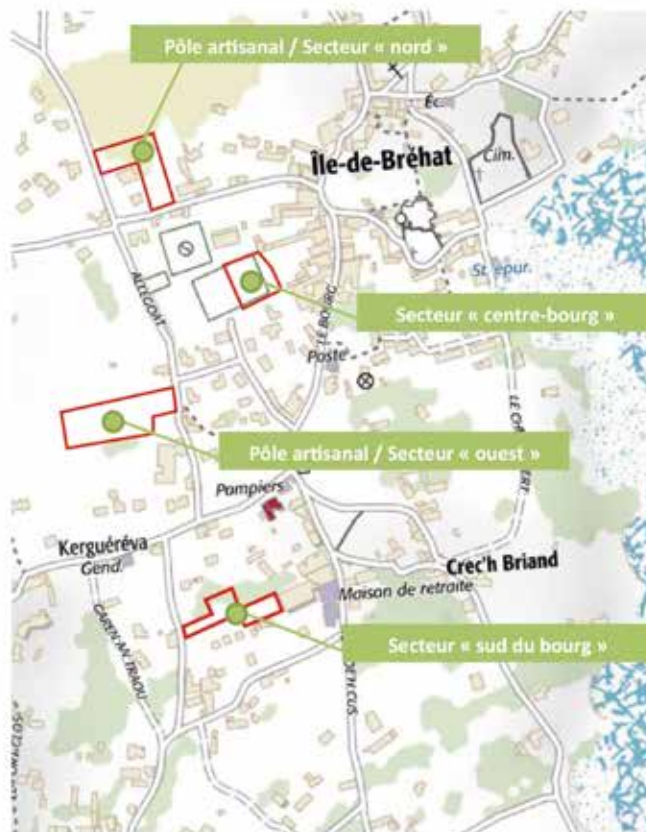 Pôle artisanal / Secteur « nord »
Éc.
Île-de-Bréhat
Cim.
St. épur.
ALLEGOAT
Secteur « centre-bourg »
LE BOURG
Poste
Pôle artisanal / Secteur « ouest »
Pompiers
Kerguéréva
Gend.
Crec'h Briand
Maison de retraite
Secteur « sud du bourg »